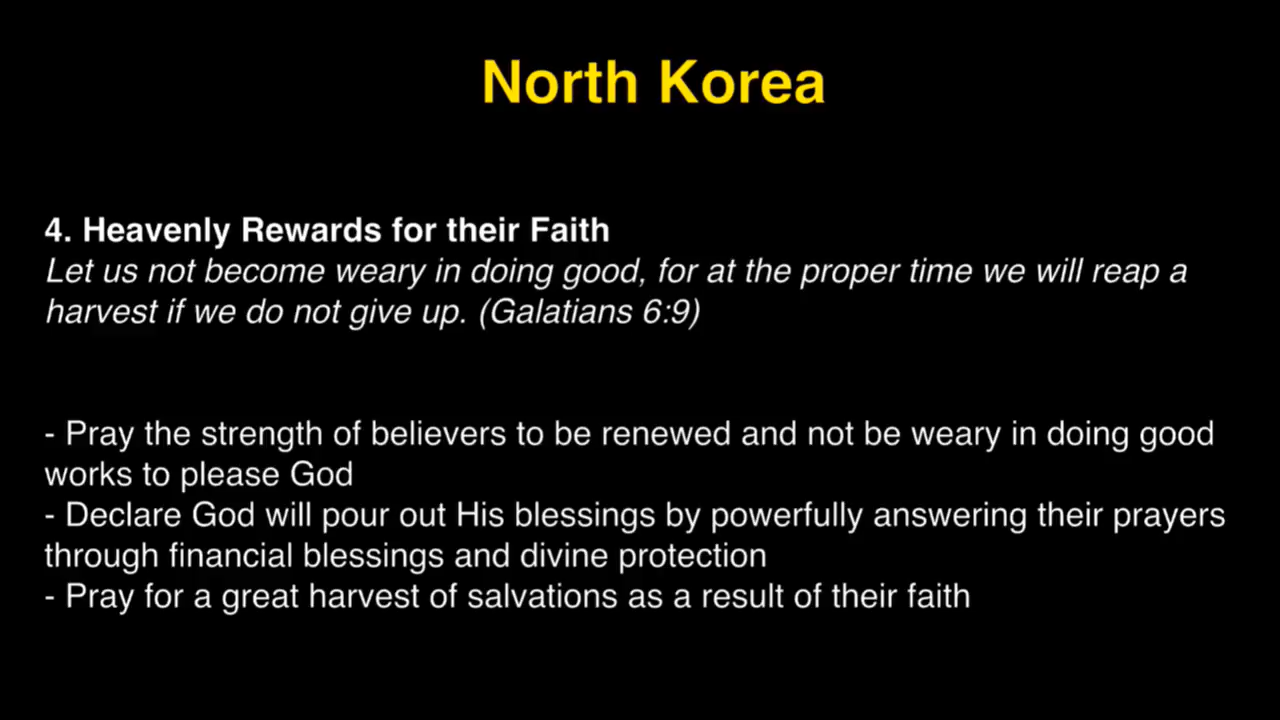 North Korea
4. Heavenly Rewards for their Faith
Let us not become weary in doing good, for at the proper time we will reap a
harvest if we do not give up. (Galatians 6:9)
- Pray the strength of believers to be renewed and not be weary in doing good
works to please God
- Declare God will pour out His blessings by powerfully answering their prayers
through financial blessings and divine protection
- Pray for a great harvest of salvations as a result of their faith